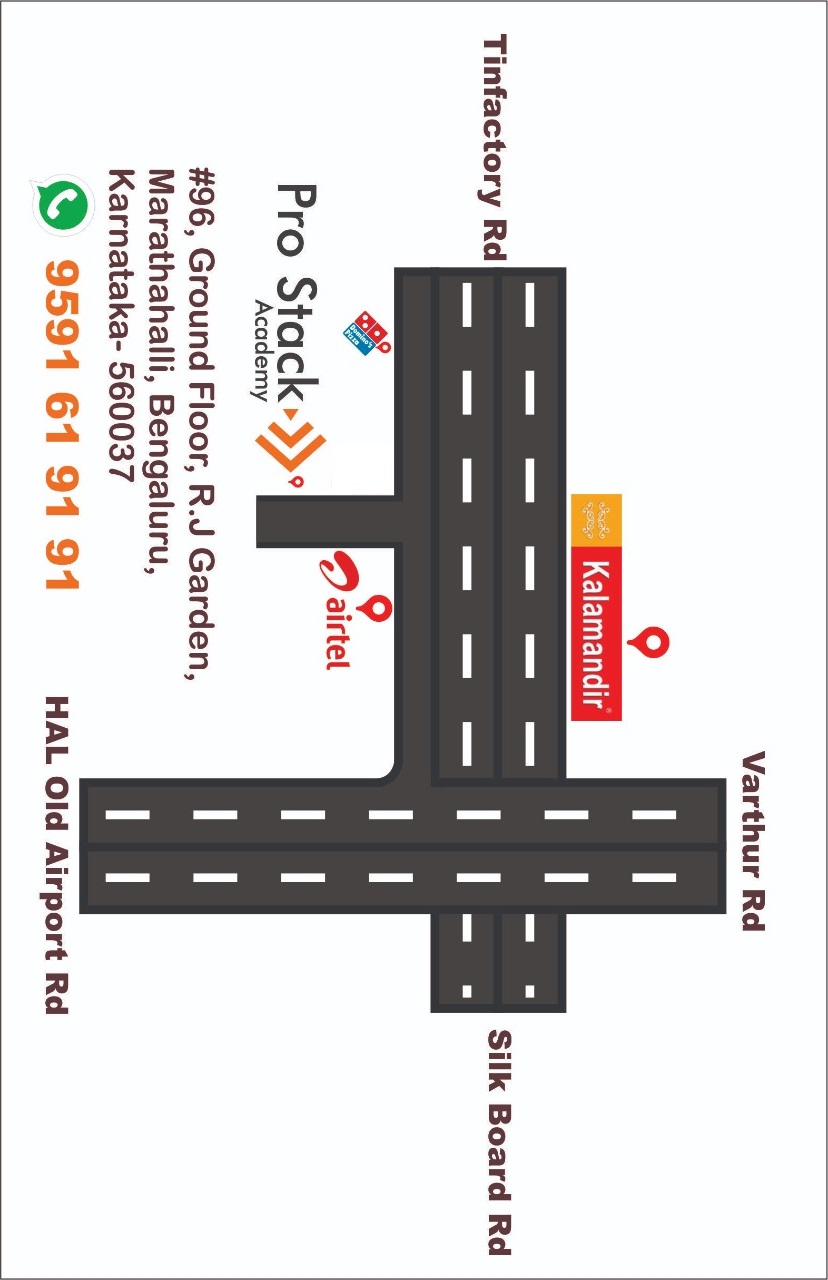 Varthur Rd
Kalamandir
Tinfactory Rd
Silk Board Rd
Domino's
Pizza
airtel
Pro Stack
Academy
#96, Ground Floor, R.J Garden,
Marathahalli, Bengaluru,
Karnataka- 560037
9591 61 91 91
HAL Old Airport Rd